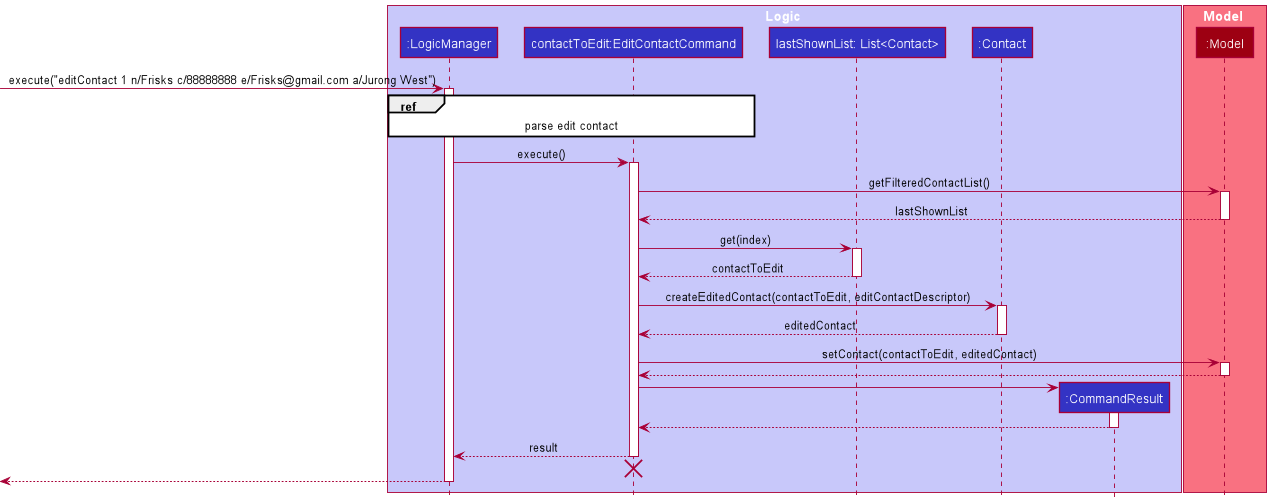 Logic
Model
:LogicManager
contactToEdit:EditContactCommand
lastShownList: List<Contact>
:Contact
:Model
execute("editContact 1 n/Frisks c/88888888 e/Frisks@gmail.com a/Jurong West")
ref
parse edit contact
execute()
getFilteredContactList()
lastShownList
get(index)
contactToEdit
createEditedContact(contactToEdit, editContactDescriptor)
editedContact
setContact(contactToEdit, editedContact)
:CommandResult
result